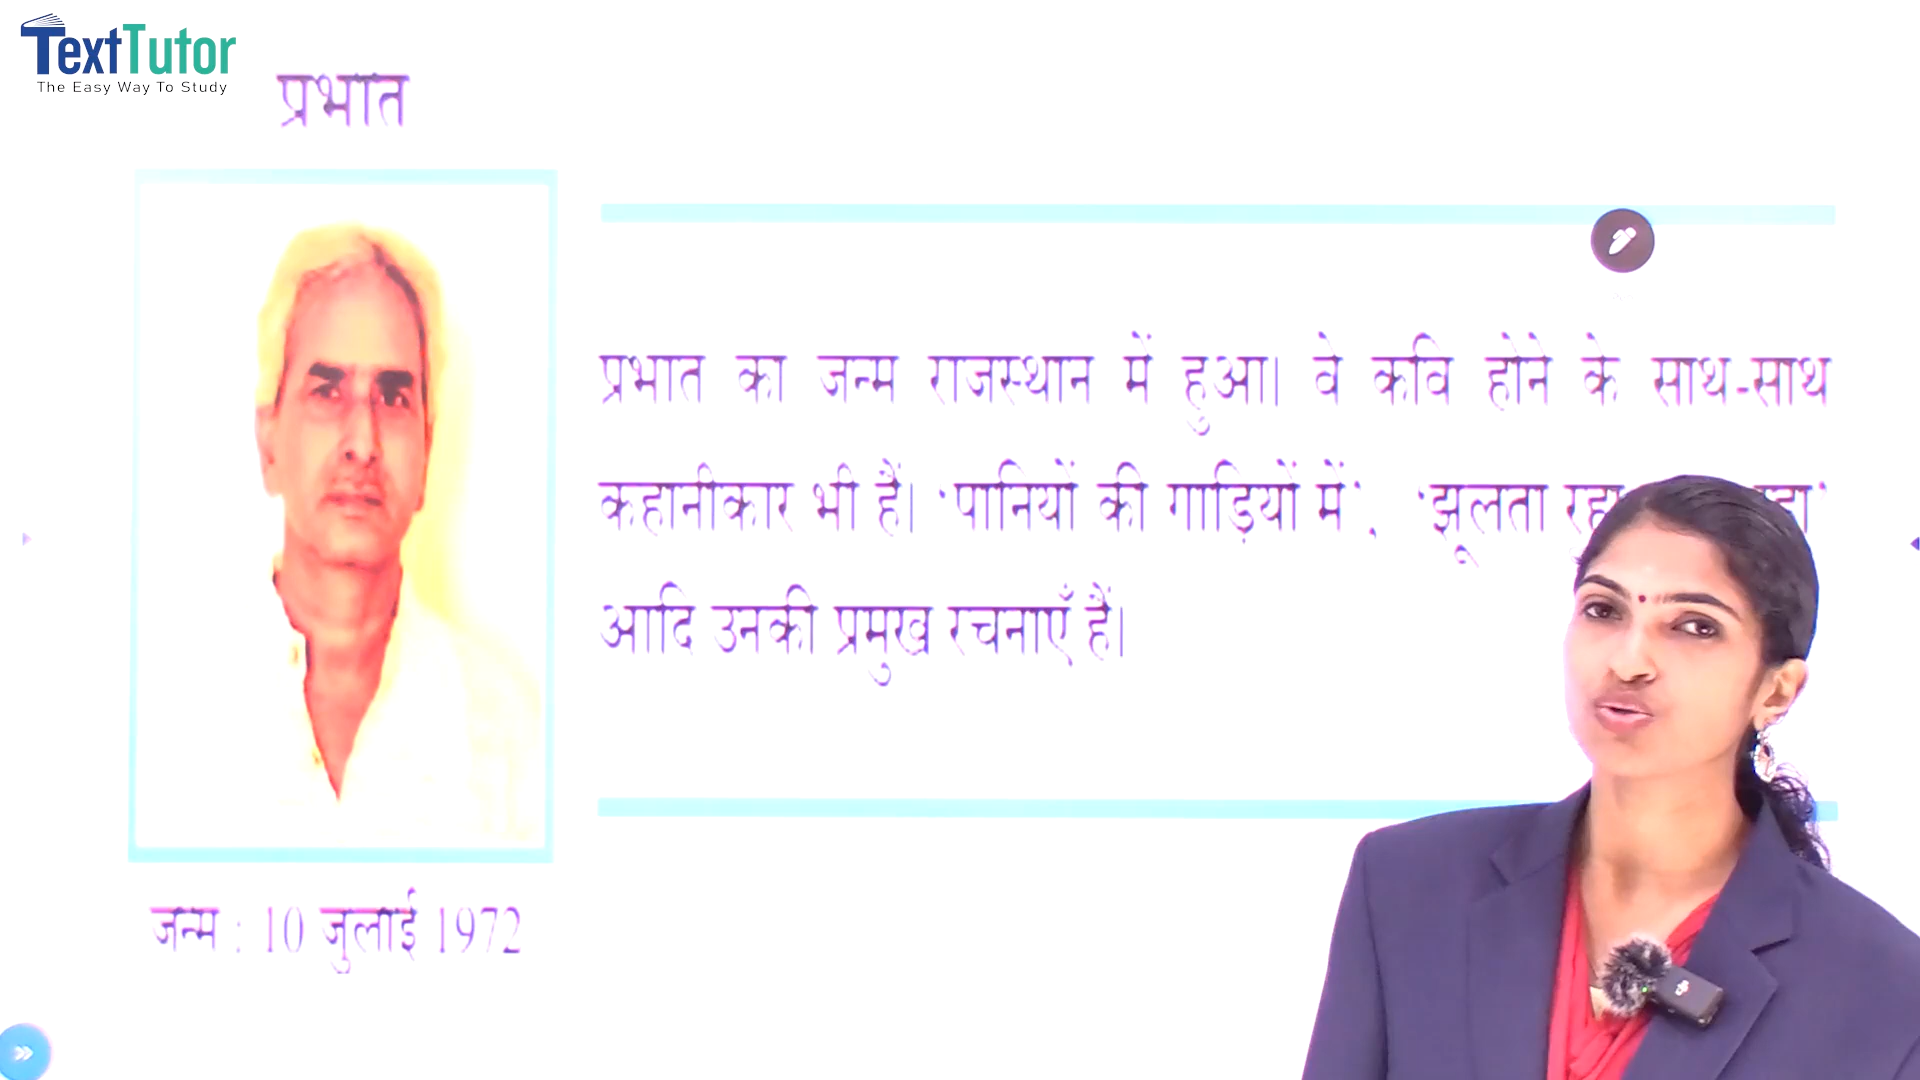 TextTutor
The Easy Way To Study
प्रभात
प्रभात का जन्म राजस्थान में हुआ। वे कवि होने के साथ-साथ
कहानीकार भी हैं। 'पानियों की गाड़ियों में', 'झूलता रहा
आदि उनकी प्रमुख रचनाएँ हैं।
जन्म : 10 जुलाई 1972